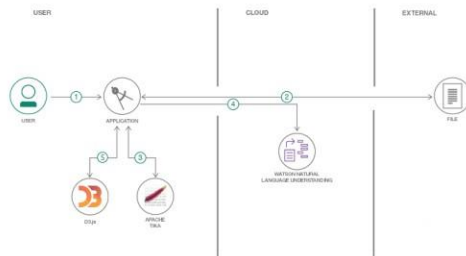 USER
CLOUD
EXTERNAL
1
2
4
USER
APPLICATION
FILE
5
3
WATSON NATURAL
LANGUAGE UNDERSTANDING
D3.js
APACHE
TIKA